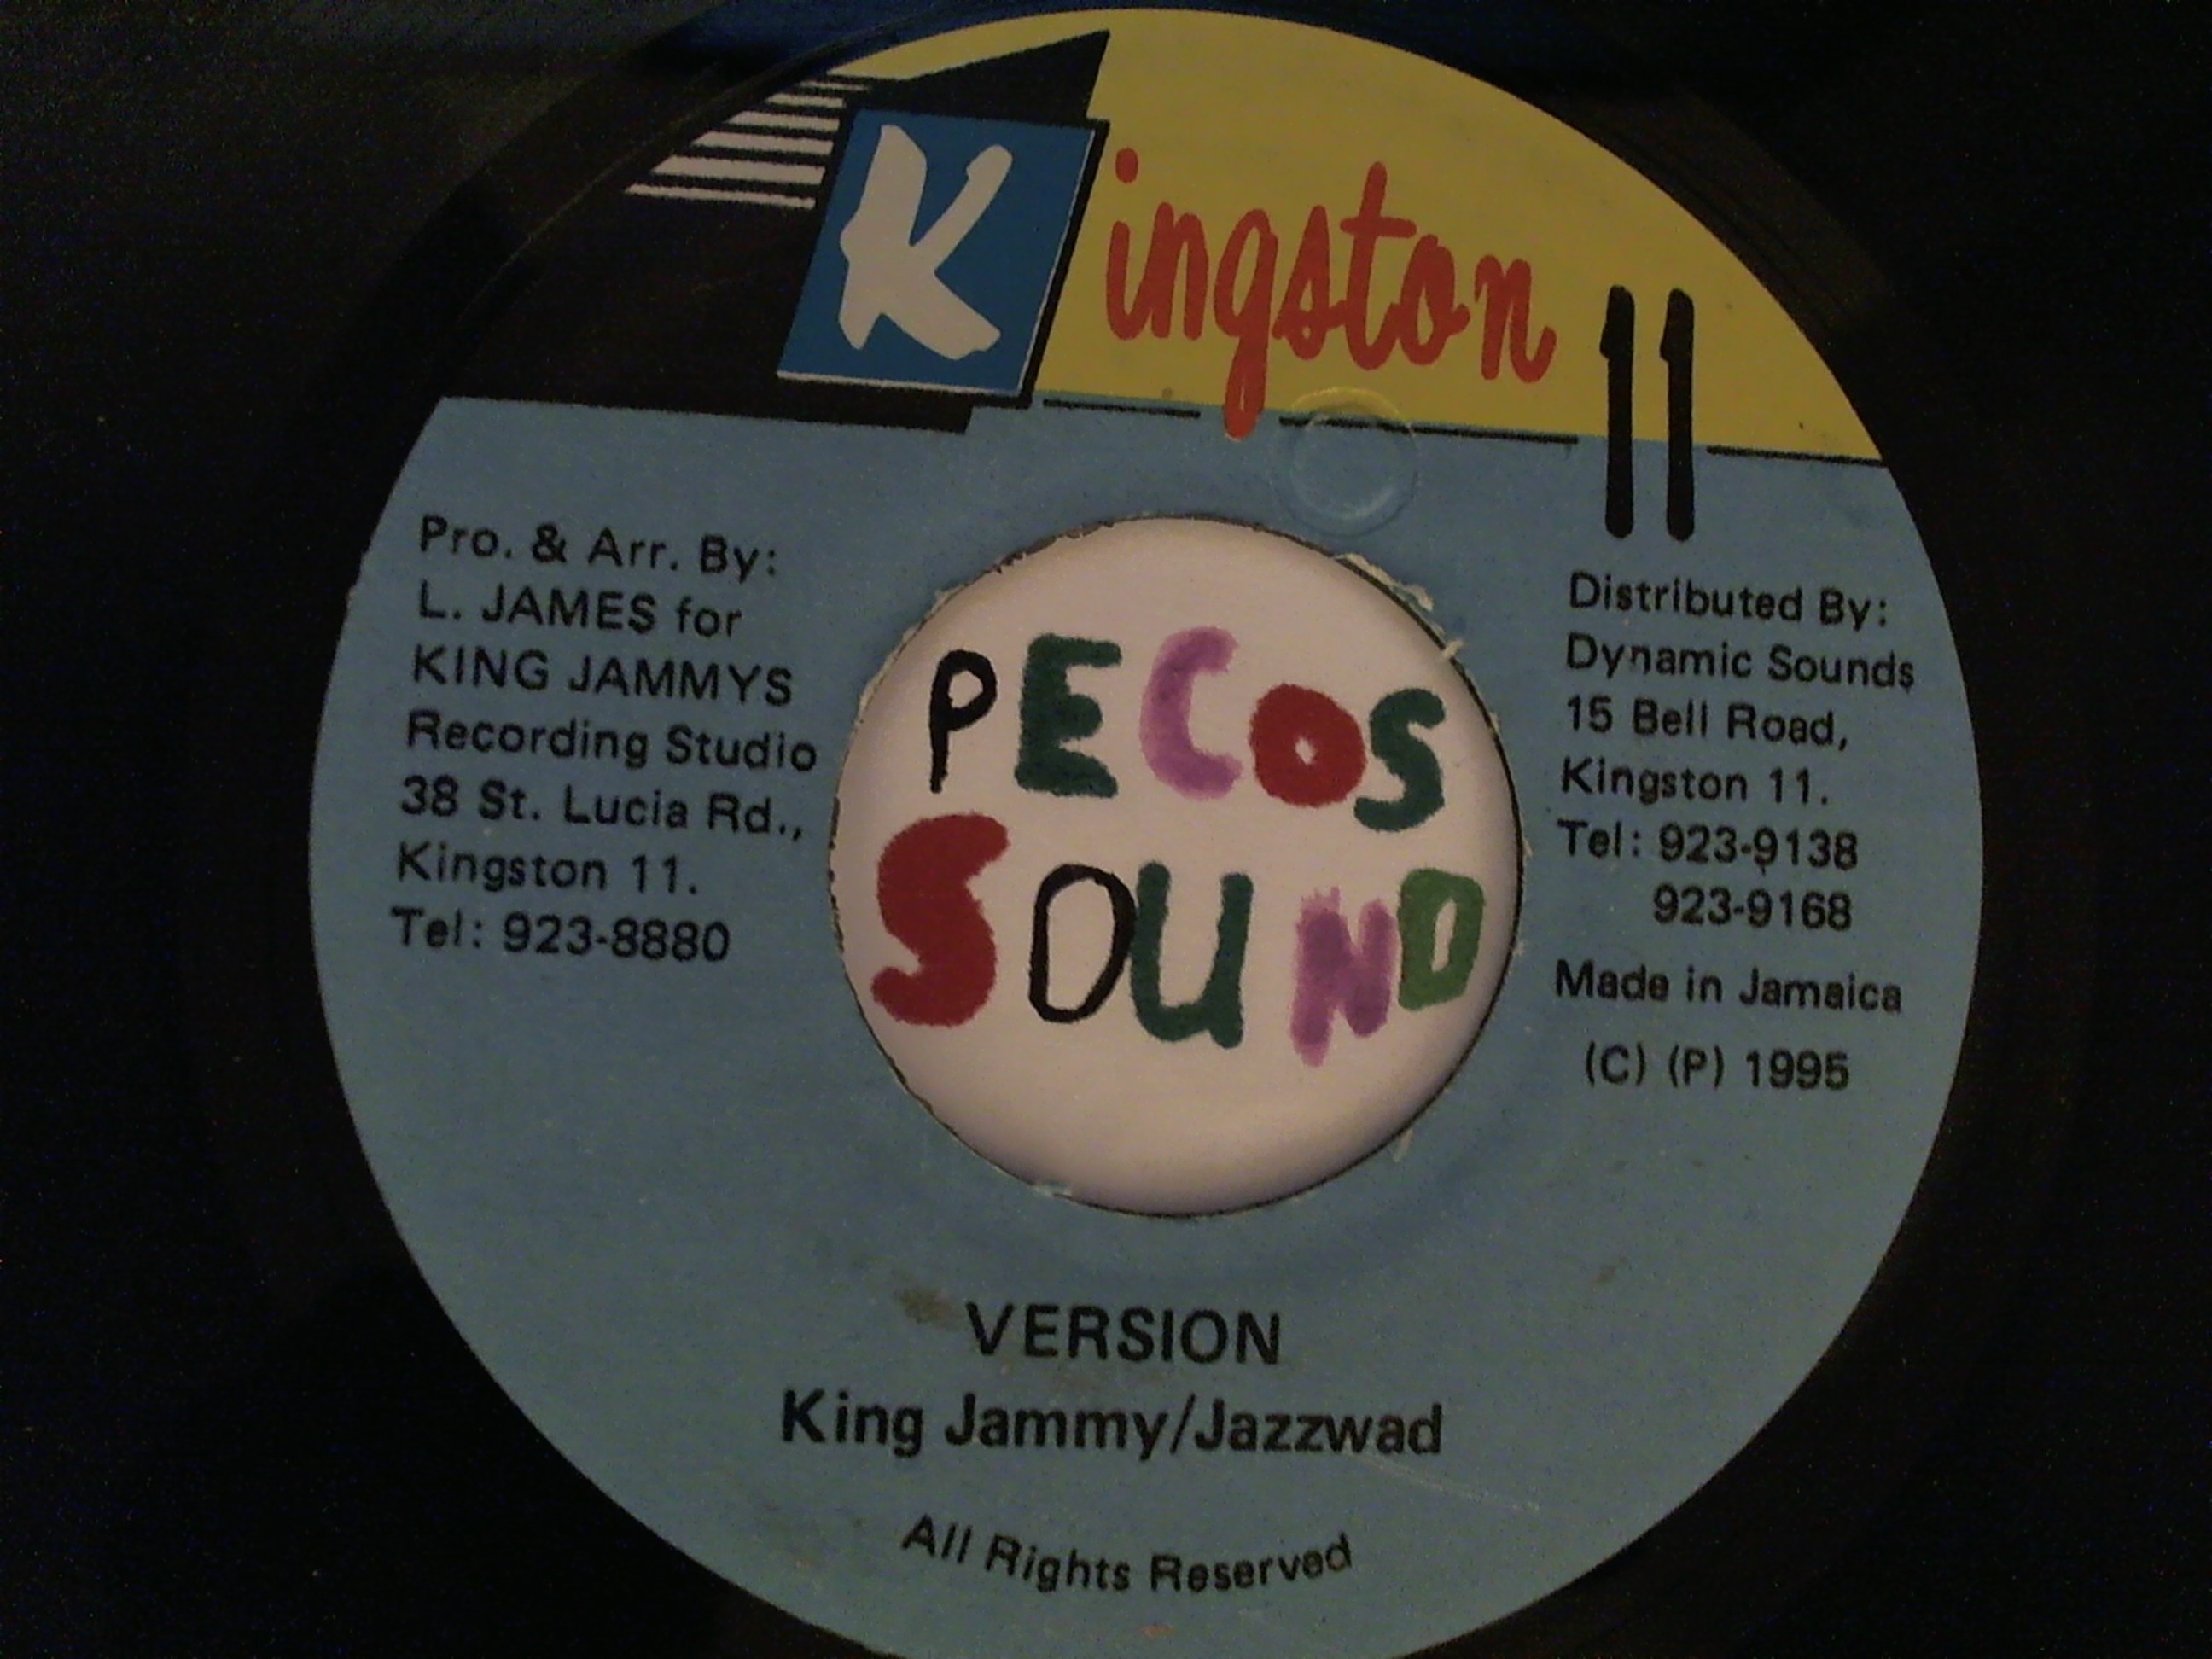 Kingston 11
Pro. & Arr. By:
L. JAMES for
KING JAMMYS
Recording Studio
38 St. Lucia Rd.,
Kingston 11.
Tel: 923-8880
PECOS
SOUND
Distributed By:
Dynamic Sounds
15 Bell Road,
Kingston 11.
Tel: 923-9138
923-9168
Made in Jamaica
(C) (P) 1995
VERSION
King Jammy/Jazzwad
All Rights Reserved